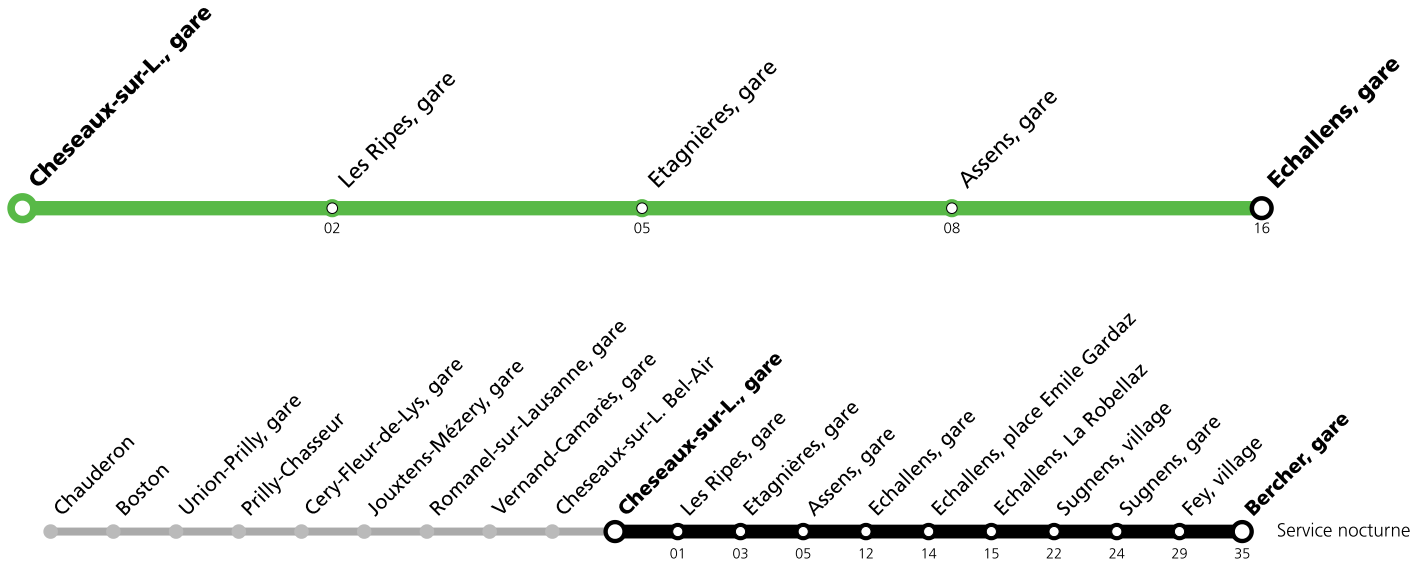 Cheseaux-sur-L., gare
Les Ripes, gare
Etagnières, gare
Assens, gare
Echallens, gare
02
05
08
16
Chauderon
Boston
Union-Prilly, gare
Prilly-Chasseur
Cery-Fleur-de-Lys, gare
Jouxtens-Mézery, gare
Romanel-sur-Lausanne, gare
Vernand-Camarès, gare
Cheseaux-sur-L. Bel-Air
Cheseaux-sur-L., gare
Les Ripes, gare
Etagnières, gare
Assens, gare
Echallens, gare
Echallens, place Emile Gardaz
Echallens, La Robellaz
Sugnens, village
Sugnens, gare
Fey, village
Bercher, gare
Service nocturne
01
03
05
12
14
15
22
24
29
35